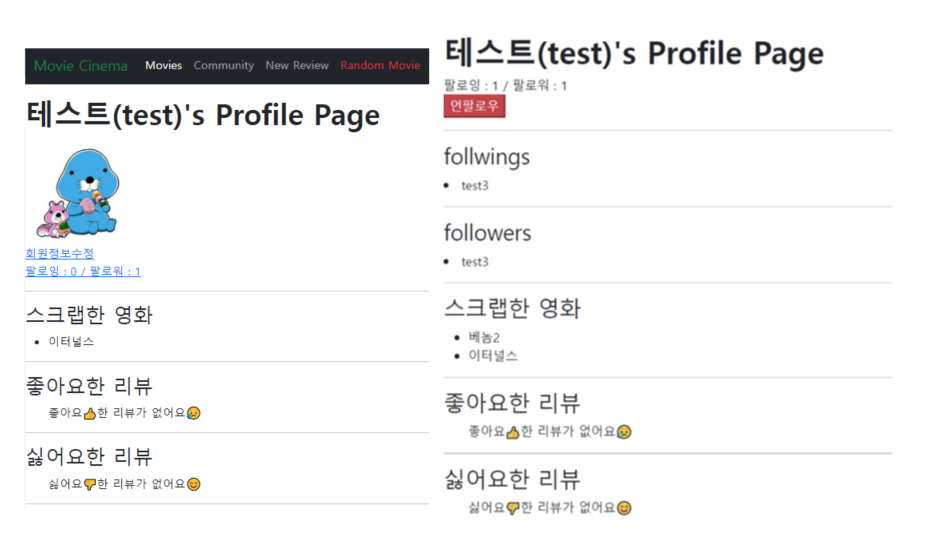 Movie Cinema Movies Community New Review Random Movie
테스트(test)'s Profile Page
회원정보수정
팔로잉 : 0 / 팔로워 : 1
스크랩한 영화
이터널스
좋아요한 리뷰
좋아요👍한 리뷰가 없어요😥
싫어요한 리뷰
싫어요👎한 리뷰가 없어요😊
테스트(test)'s Profile Page
팔로잉 : 1 / 팔로워 : 1
언팔로우
follwings
test3
followers
test3
스크랩한 영화
베놈2
이터널스
좋아요한 리뷰
좋아요👍한 리뷰가 없어요😥
싫어요한 리뷰
싫어요👎한 리뷰가 없어요😊